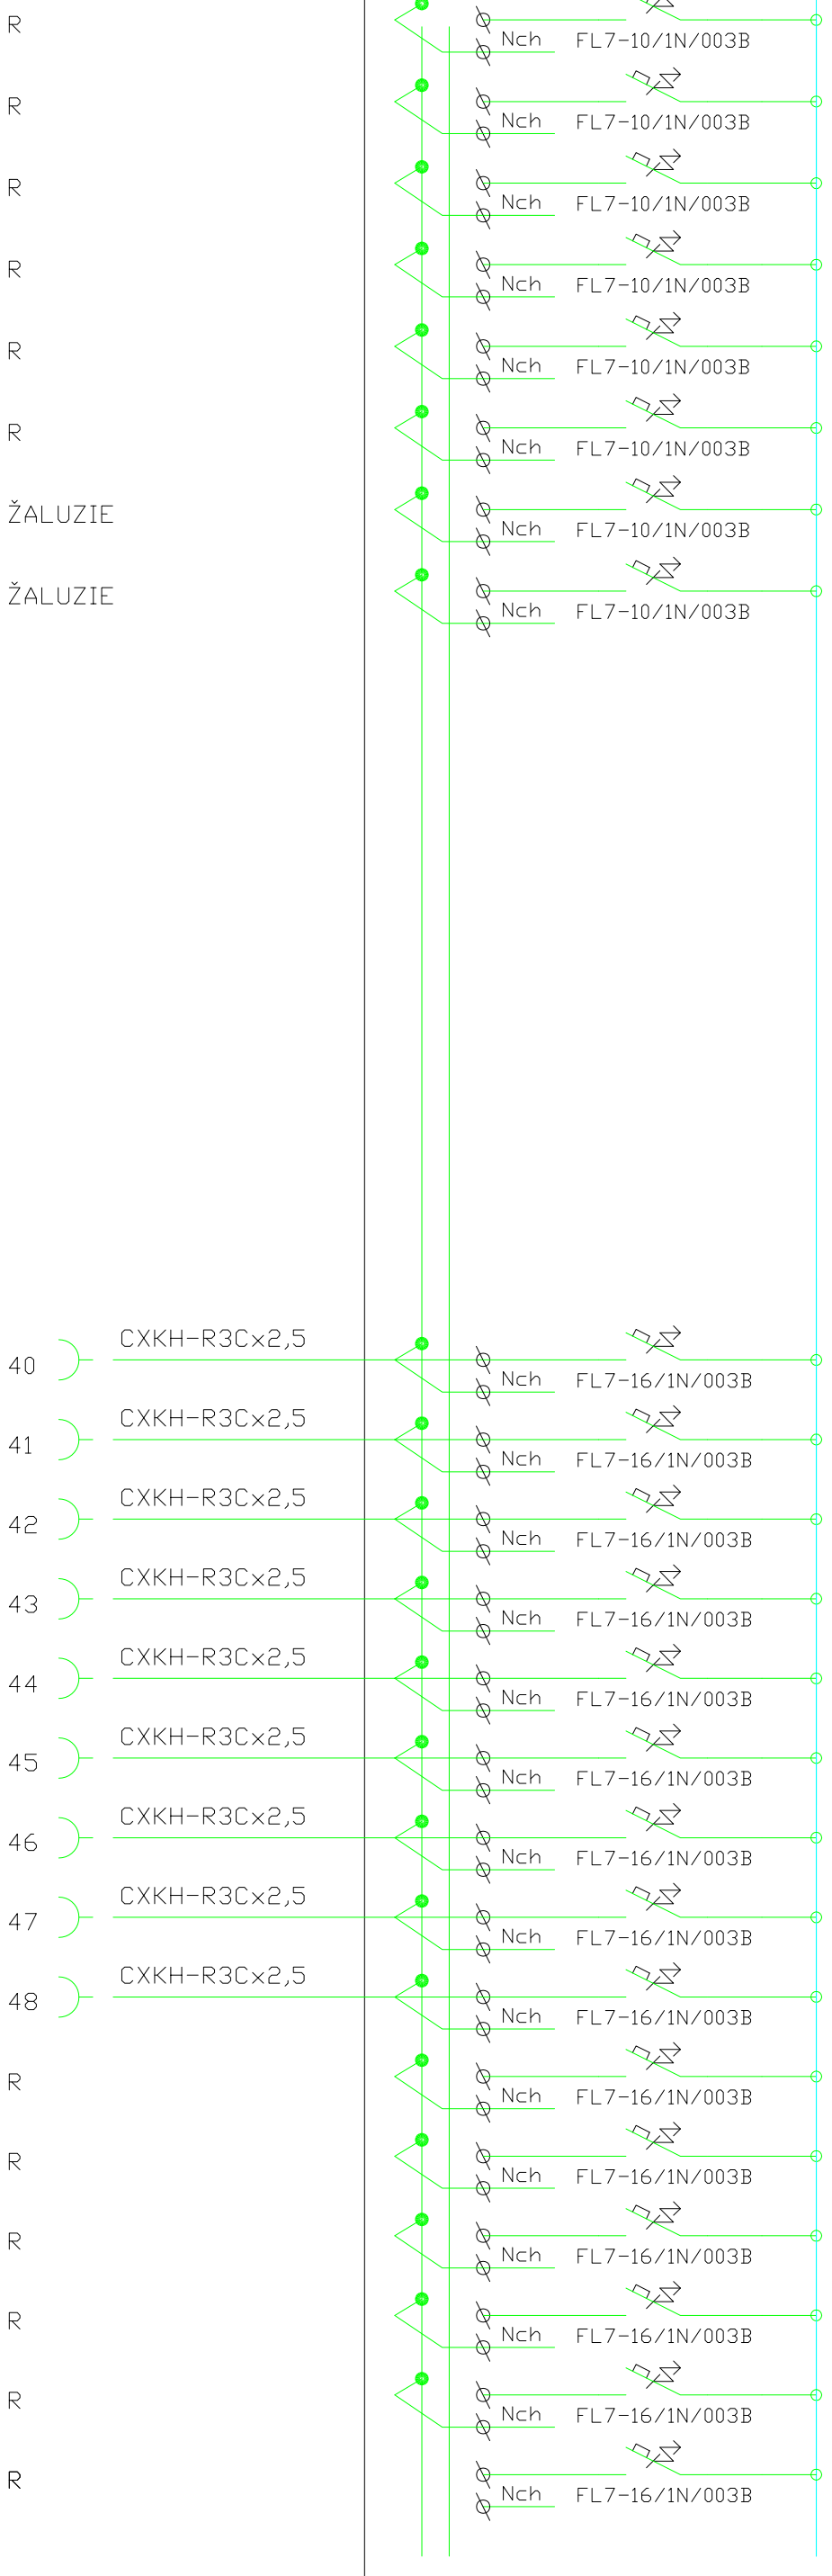 R Nch FL7-10/1N/003B
R Nch FL7-10/1N/003B
R Nch FL7-10/1N/003B
R Nch FL7-10/1N/003B
R Nch FL7-10/1N/003B
R Nch FL7-10/1N/003B
ŽALUZIE Nch FL7-10/1N/003B
ŽALUZIE Nch FL7-10/1N/003B
40 CXKH-R3Cx2,5 Nch FL7-16/1N/003B
41 CXKH-R3Cx2,5 Nch FL7-16/1N/003B
42 CXKH-R3Cx2,5 Nch FL7-16/1N/003B
43 CXKH-R3Cx2,5 Nch FL7-16/1N/003B
44 CXKH-R3Cx2,5 Nch FL7-16/1N/003B
45 CXKH-R3Cx2,5 Nch FL7-16/1N/003B
46 CXKH-R3Cx2,5 Nch FL7-16/1N/003B
47 CXKH-R3Cx2,5 Nch FL7-16/1N/003B
48 CXKH-R3Cx2,5 Nch FL7-16/1N/003B
R Nch FL7-16/1N/003B
R Nch FL7-16/1N/003B
R Nch FL7-16/1N/003B
R Nch FL7-16/1N/003B
R Nch FL7-16/1N/003B
R Nch FL7-16/1N/003B